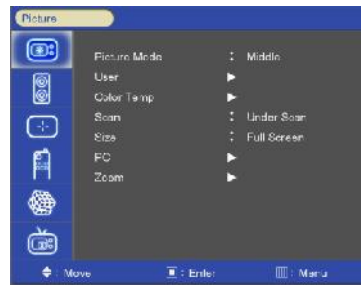 Picture
Picture Mode : Middle
User ▶
Color Temp ▶
Scan : Under Scan
Size : Full Screen
PC ▶
Zoom ▶
: Move : Enter : Menu